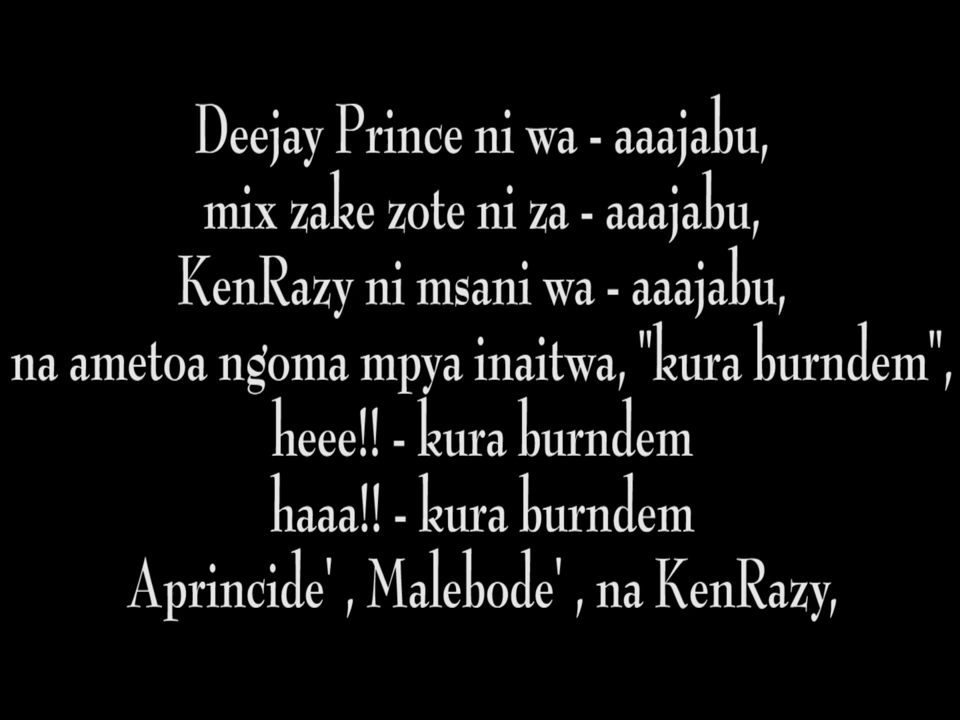 Deejay Prince ni wa - aaajabu,
mix zake zote ni za - aaajabu,
KenRazy ni msani wa - aaajabu,
na ametoa ngoma mpya inaitwa, "kura burndem",
heee!! - kura burndem
haaa!! - kura burndem
Aprincide' , Malebode' , na KenRazy,